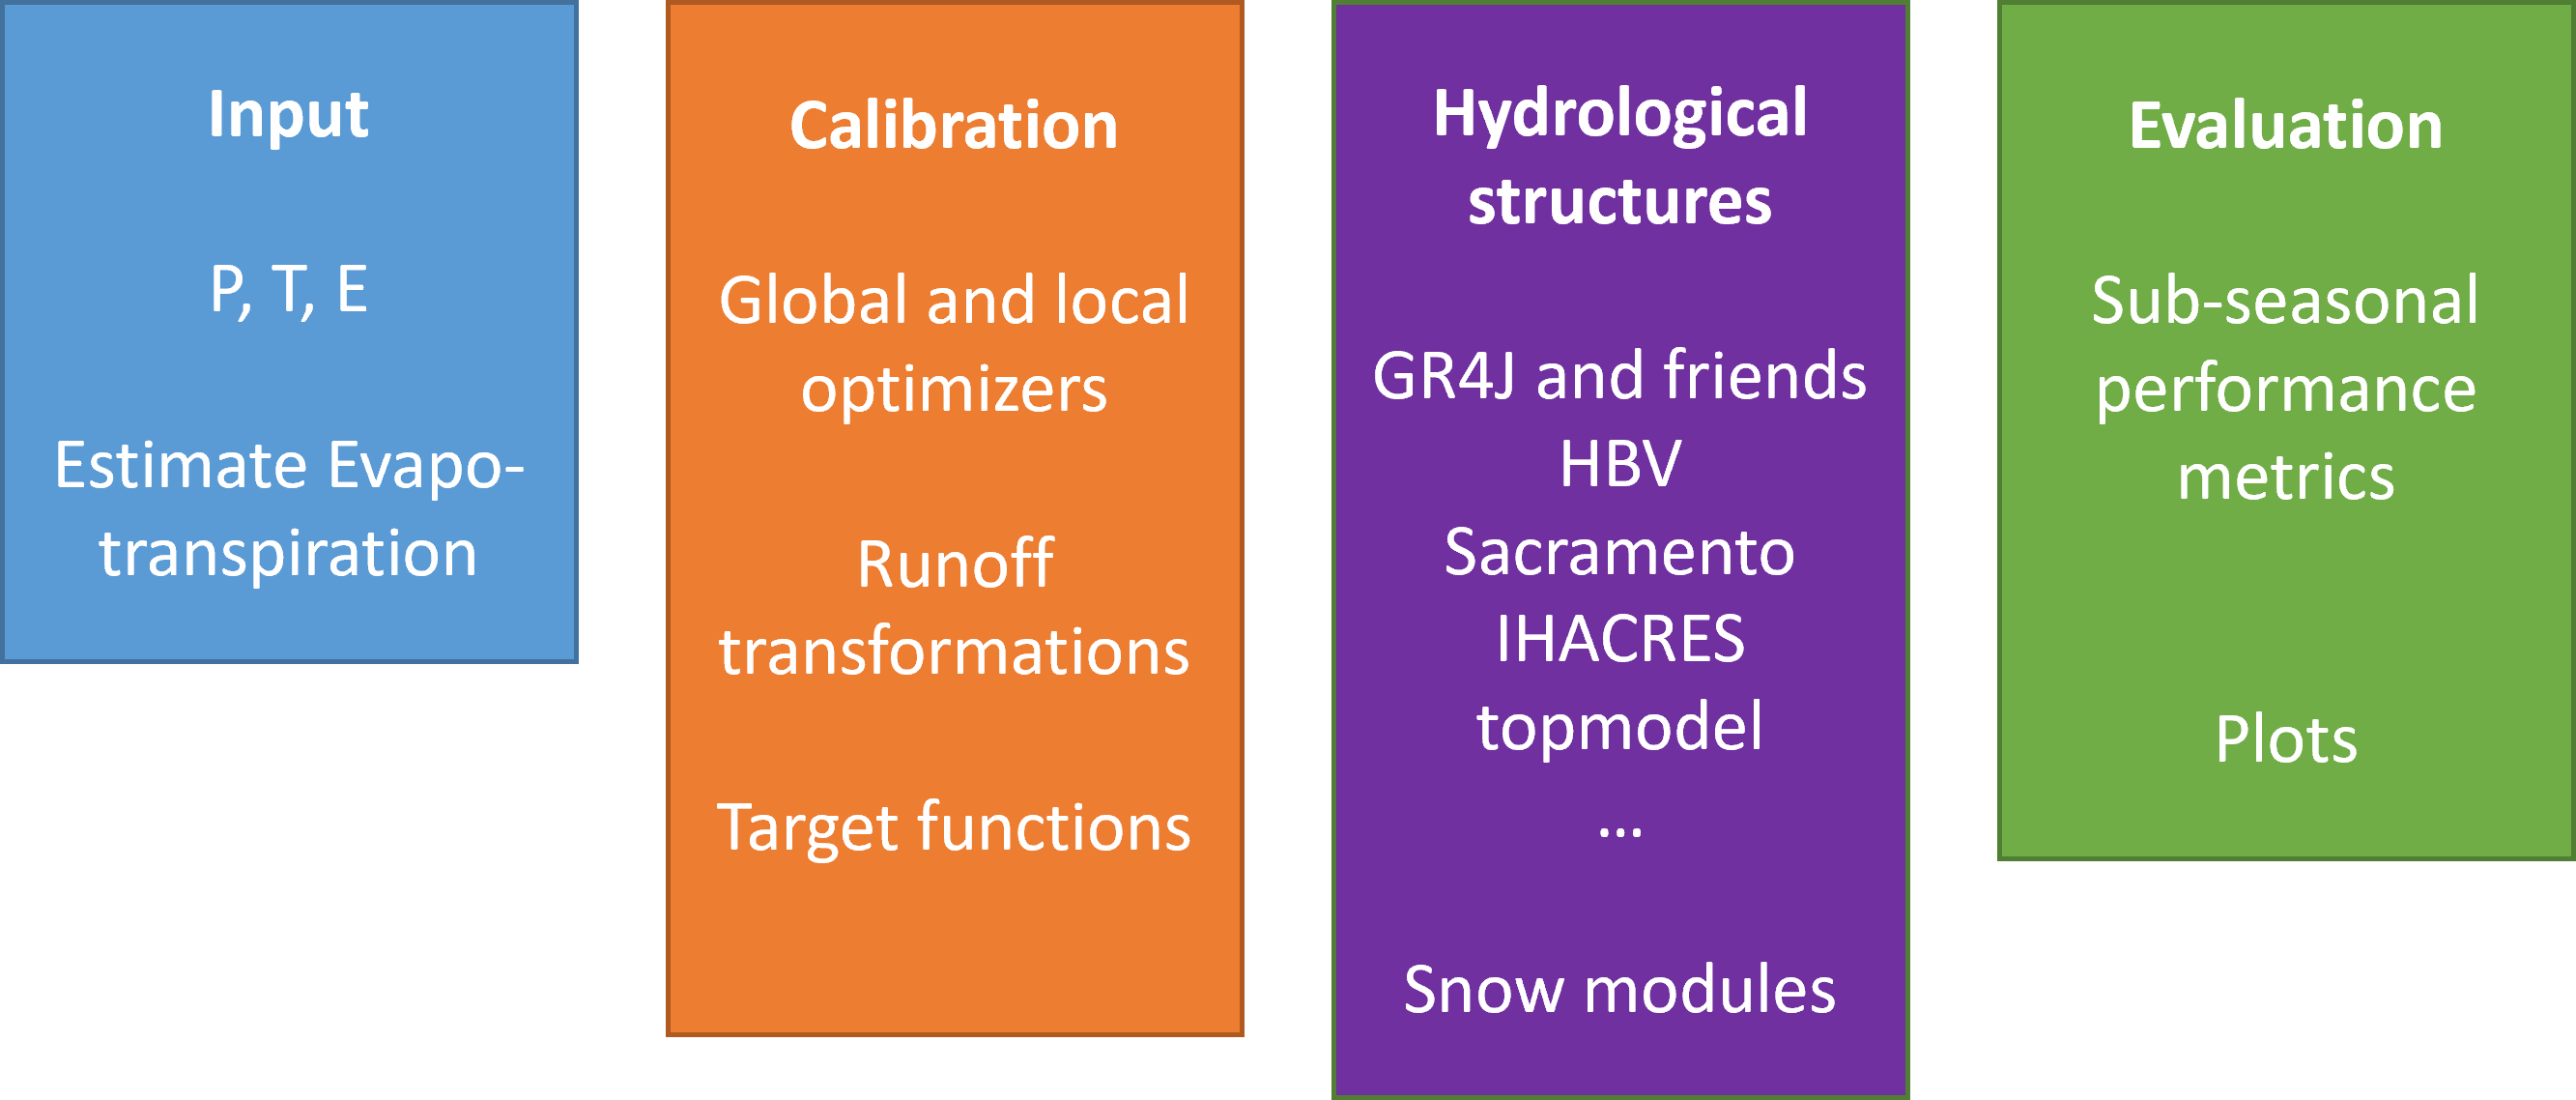 Input
P, T, E
Estimate Evapo-
transpiration
Calibration
Global and local
optimizers
Runoff
transformations
Target functions
Hydrological
structures
GR4J and friends
HBV
Sacramento
IHACRES
topmodel
...
Snow modules
Evaluation
Sub-seasonal
performance
metrics
Plots